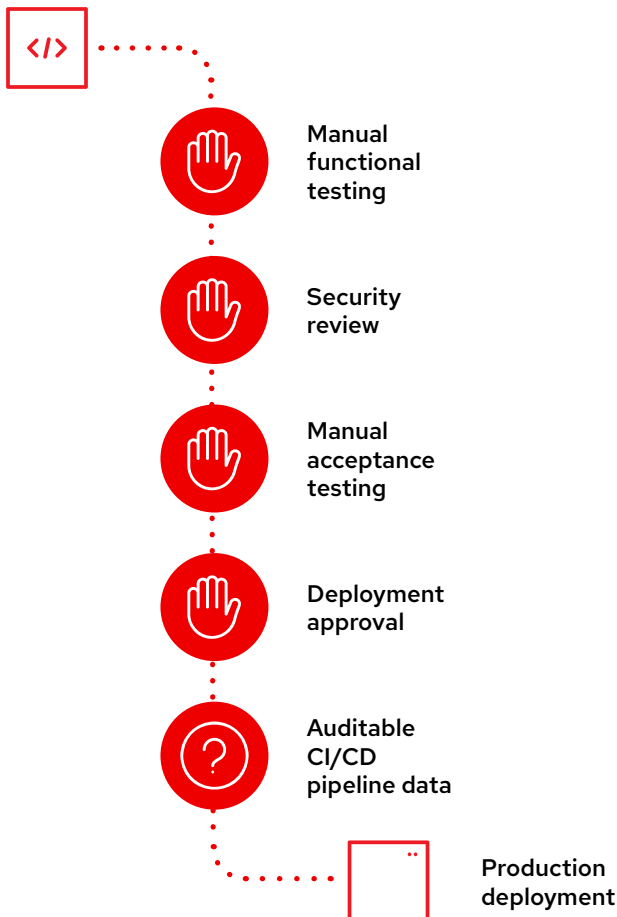 </>
Manual
functional
testing
Security
review
Manual
acceptance
testing
Deployment
approval
?
Auditable
CI/CD
pipeline data
Production
deployment